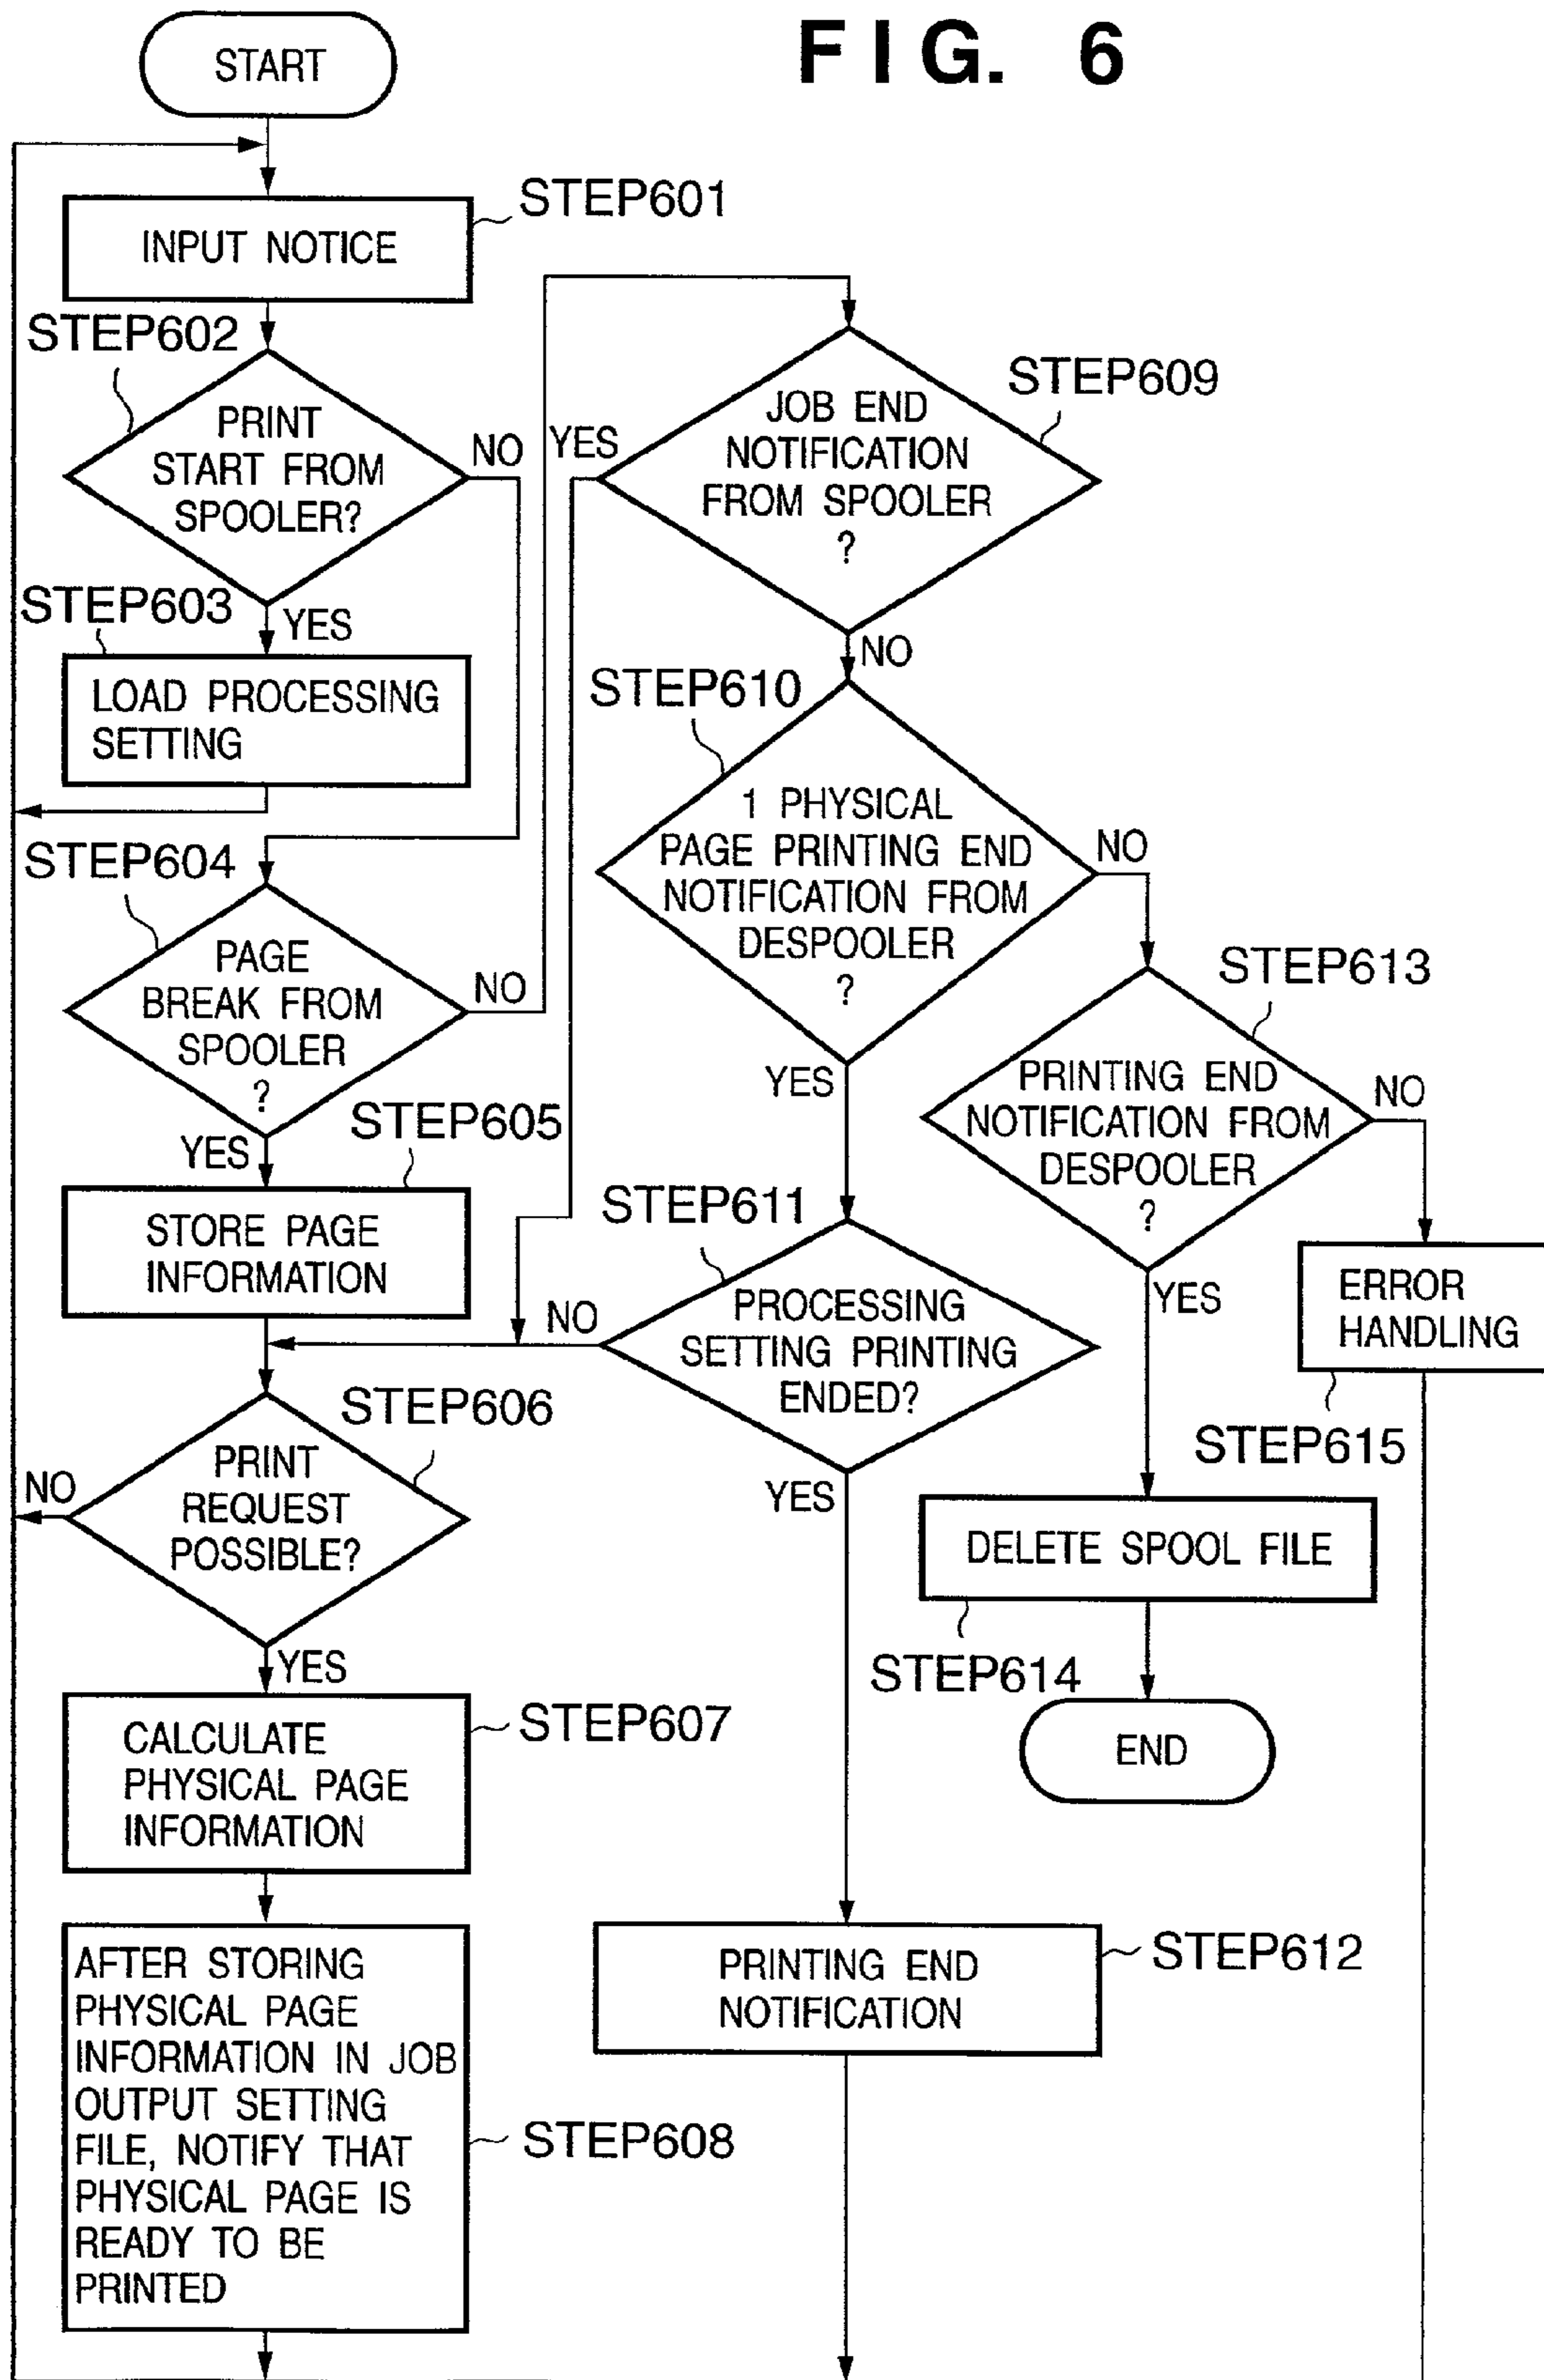 FIG. 6
START
STEP601
INPUT NOTICE
STEP602
PRINT
START FROM
SPOOLER?
NO
YES
STEP603
LOAD PROCESSING
SETTING
STEP604
PAGE
BREAK FROM
SPOOLER
?
NO
YES
STEP605
STORE PAGE
INFORMATION
STEP606
PRINT
REQUEST
POSSIBLE?
NO
YES
STEP607
CALCULATE
PHYSICAL PAGE
INFORMATION
AFTER STORING
PHYSICAL PAGE
INFORMATION IN JOB
OUTPUT SETTING
FILE, NOTIFY THAT
PHYSICAL PAGE IS
READY TO BE
PRINTED
STEP608
STEP609
JOB END
NOTIFICATION
FROM SPOOLER
?
YES
NO
STEP610
1 PHYSICAL
PAGE PRINTING END
NOTIFICATION FROM
DESPOOLER
?
NO
YES
STEP611
PROCESSING
SETTING PRINTING
ENDED?
NO
YES
PRINTING END
NOTIFICATION
STEP612
STEP613
PRINTING END
NOTIFICATION FROM
DESPOOLER
?
NO
YES
DELETE SPOOL FILE
STEP614
END
ERROR
HANDLING
STEP615